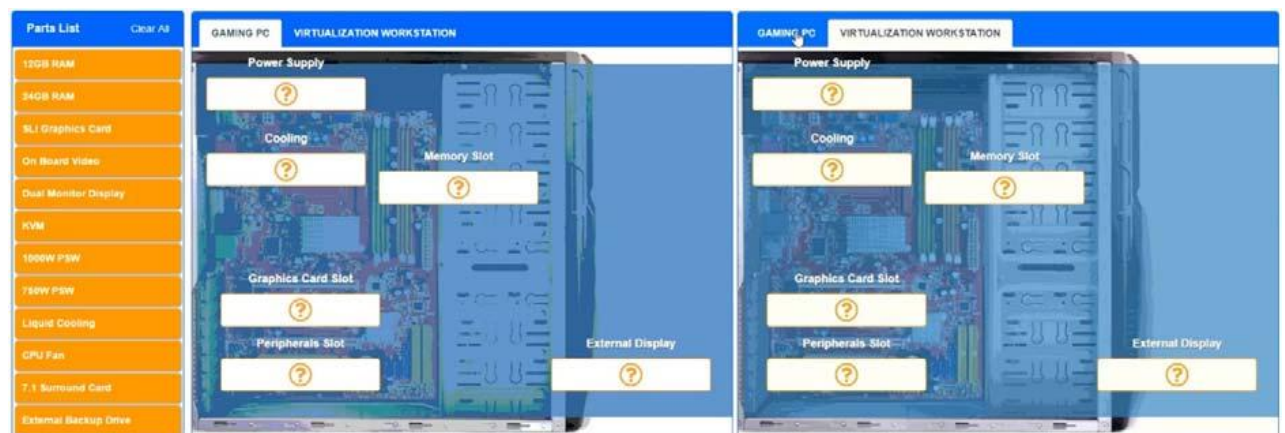 Parts List Clear All
12GB RAM
24GB RAM
SLI Graphics Card
On Board Video
Dual Monitor Display
KVM
1000W PSW
750W PSW
Liquid Cooling
CPU Fan
7.1 Surround Card
External Backup Drive
GAMING PC VIRTUALIZATION WORKSTATION
Power Supply
?
Cooling
?
Memory Slot
?
Graphics Card Slot
?
Peripherals Slot
?
External Display
?
GAMING PC VIRTUALIZATION WORKSTATION
Power Supply
?
Cooling
?
Memory Slot
?
Graphics Card Slot
?
Peripherals Slot
?
External Display
?